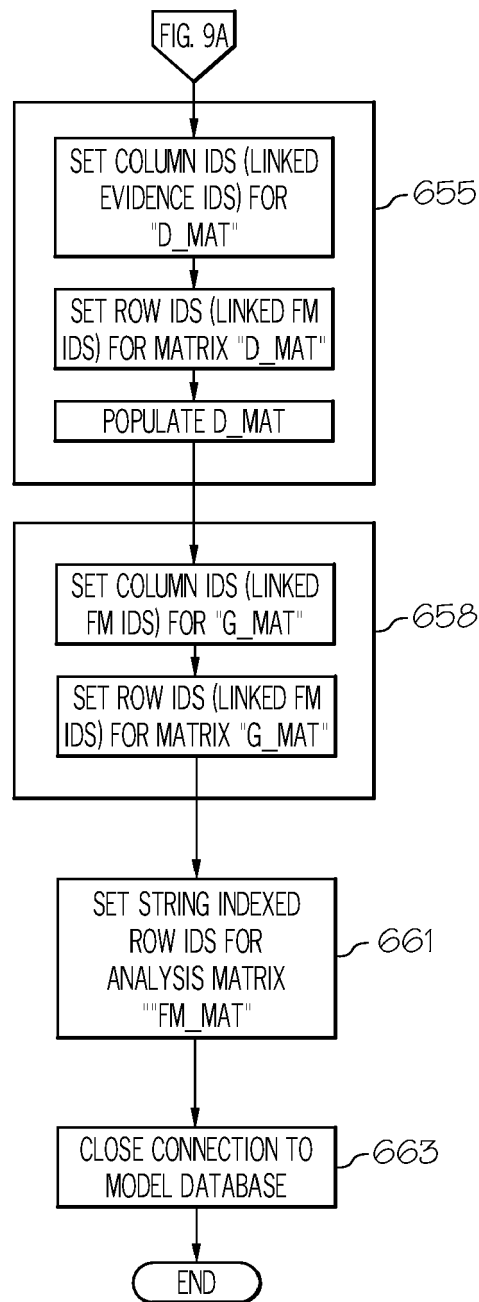 FIG. 9A
SET COLUMN IDS (LINKED
EVIDENCE IDS) FOR
"D_MAT"
655
SET ROW IDS (LINKED FM
IDS) FOR MATRIX "D_MAT"
POPULATE D_MAT
SET COLUMN IDS (LINKED
FM IDS) FOR "G_MAT"
658
SET ROW IDS (LINKED FM
IDS) FOR MATRIX "G_MAT"
SET STRING INDEXED
ROW IDS FOR
ANALYSIS MATRIX
""FM_MAT"
661
CLOSE CONNECTION TO
MODEL DATABASE
663
END